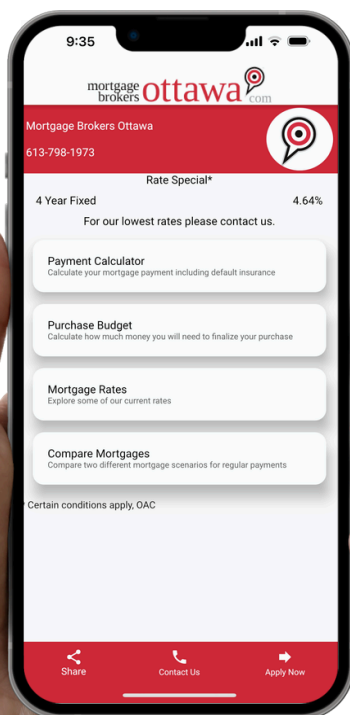 9:35
mortgage
brokers ottawa
com
Mortgage Brokers Ottawa
613-798-1973
Rate Special*
4 Year Fixed 4.64%
For our lowest rates please contact us.
Payment Calculator
Calculate your mortgage payment including default insurance
Purchase Budget
Calculate how much money you will need to finalize your purchase
Mortgage Rates
Explore some of our current rates
Compare Mortgages
Compare two different mortgage scenarios for regular payments
* Certain conditions apply, OAC
Share Contact Us Apply Now